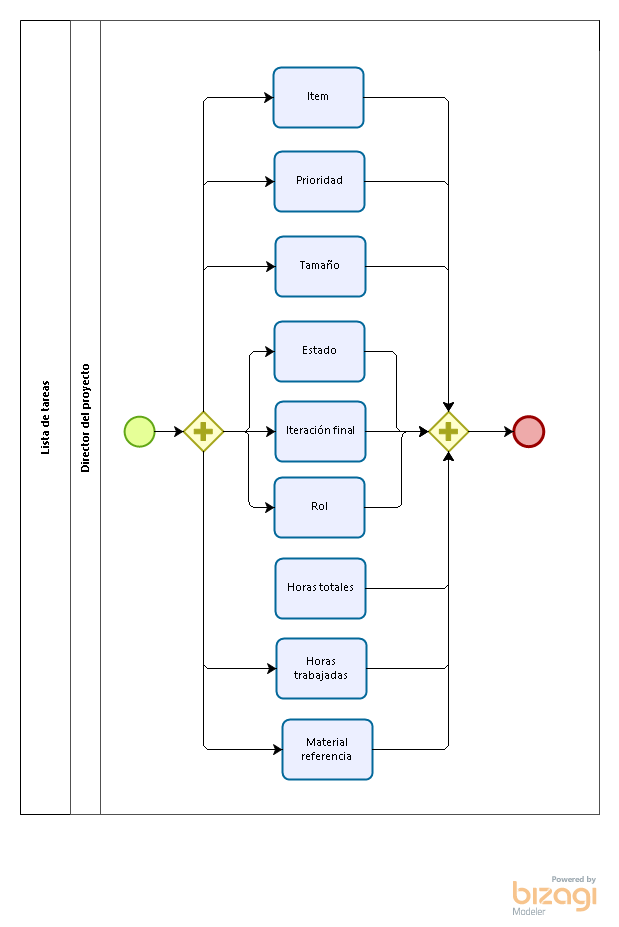 Lista de tareas
Director del proyecto
Item
Prioridad
Tamaño
Estado
Iteración final
Rol
Horas totales
Horas
trabajadas
Material
referencia
Powered by
bizagi
Modeler